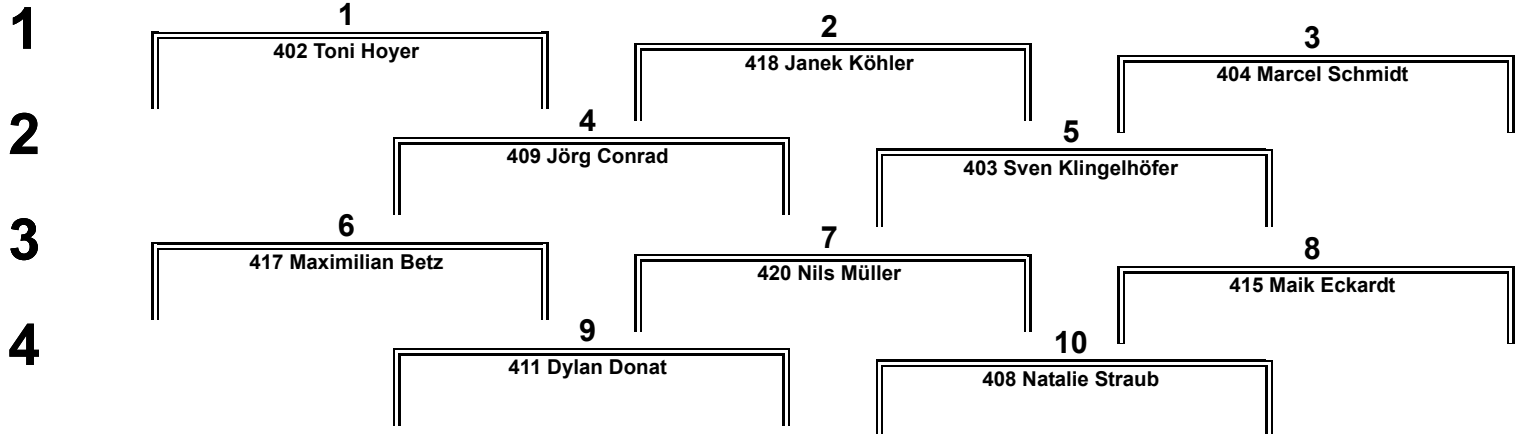 1
1
402 Toni Hoyer
2
418 Janek Köhler
3
404 Marcel Schmidt
2
4
409 Jörg Conrad
5
403 Sven Klingelhöfer
3
6
417 Maximilian Betz
7
420 Nils Müller
8
415 Maik Eckardt
4
9
411 Dylan Donat
10
408 Natalie Straub